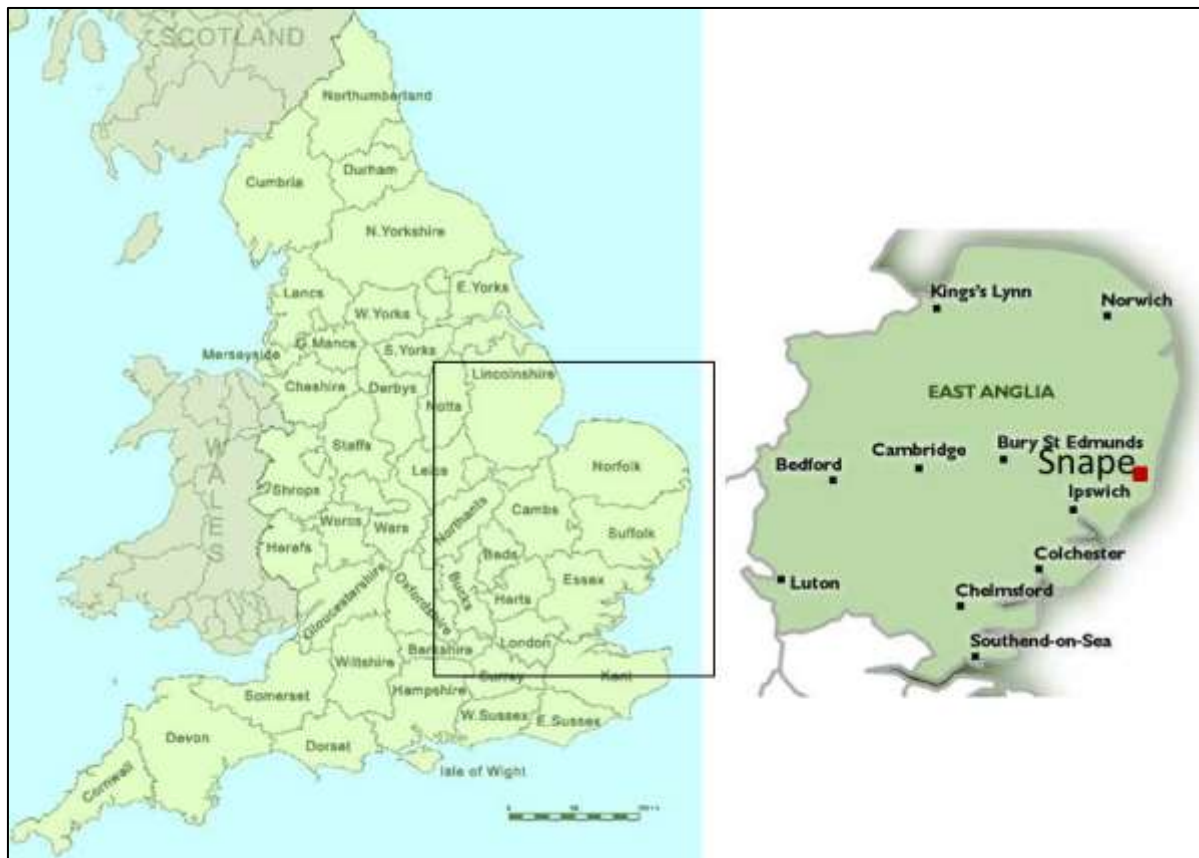 SCOTLAND
Northumberland
Durham
Cumbria
N.Yorkshire
Lancs
E.Yorks
W.Yorks
G.Mancs
S.Yorks
Merseyside
Lincolnshire
Cheshire
Derbys
Notts
Staffs
Norfolk
Leics
WALES
Shrops
Northants
Cambs
Worcs
Wars
Suffolk
Herefs
Beds
Gloucestershire
Oxfordshire
Bucks
Essex
Herts
London
Berkshire
Wiltshire
Surrey
Kent
Hampshire
Somerset
W.Sussex
E.Sussex
Devon
Dorset
Isle of Wight
Cornwall
0
Kings's Lynn
Norwich
EAST ANGLIA
Bury St Edmunds
Cambridge
Bedford
Snape
Ipswich
Colchester
Luton
Chelmsford
Southend-on-Sea